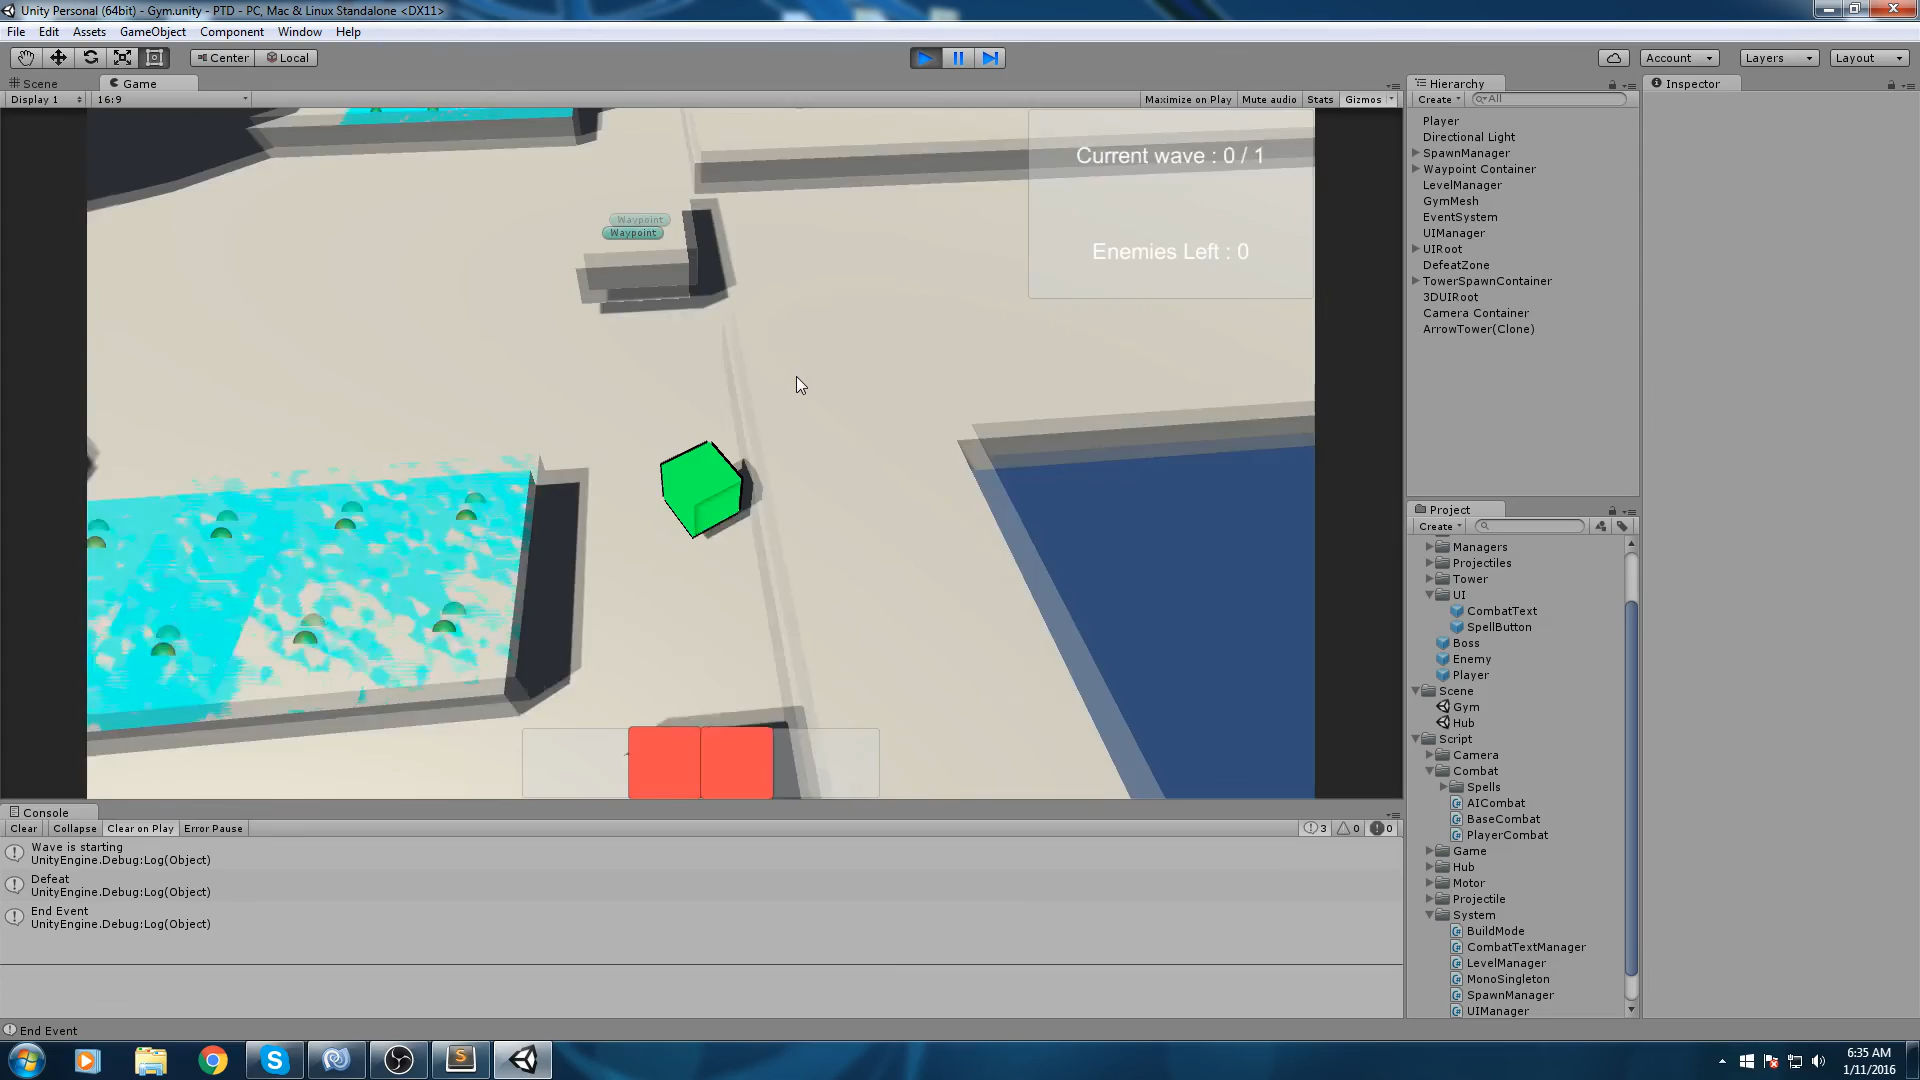 Unity Personal (64bit) - Gym.unity - PTD - PC, Mac & Linux Standalone <DX11>
File Edit Assets GameObject Component Window Help
Center Local Account Layers Layout
Scene Game
Display 1 16:9 Maximize on Play Mute audio Stats Gizmos
Current wave : 0 / 1
Enemies Left : 0
Waypoint
Waypoint
Hierarchy
Create All
Player
Directional Light
SpawnManager
Waypoint Container
LevelManager
GymMesh
EventSystem
UIManager
UIRoot
DefeatZone
TowerSpawnContainer
3DUIRoot
Camera Container
ArrowTower(Clone)
Inspector
Project
Create
Managers
Projectiles
Tower
UI
CombatText
SpellButton
Boss
Enemy
Player
Scene
Gym
Hub
Script
Camera
Combat
Spells
AICombat
BaseCombat
PlayerCombat
Game
Hub
Motor
Projectile
System
BuildMode
CombatTextManager
LevelManager
MonoSingleton
SpawnManager
UIManager
Console
Clear Collapse Clear on Play Error Pause 3 0 0
Wave is starting
UnityEngine.Debug:Log(Object)
Defeat
UnityEngine.Debug:Log(Object)
End Event
UnityEngine.Debug:Log(Object)
End Event
6:35 AM
1/11/2016